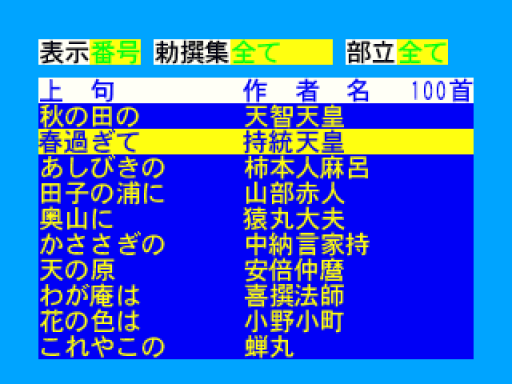 表示番号 勅撰集全て 部立全て
上 句 作 者 名 100首
秋の田の 天智天皇
春過ぎて 持統天皇
あしびきの 柿本人麻呂
田子の浦に 山部赤人
奥山に 猿丸大夫
かささぎの 中納言家持
天の原 安倍仲麿
わが庵は 喜撰法師
花の色は 小野小町
これやこの 蝉丸